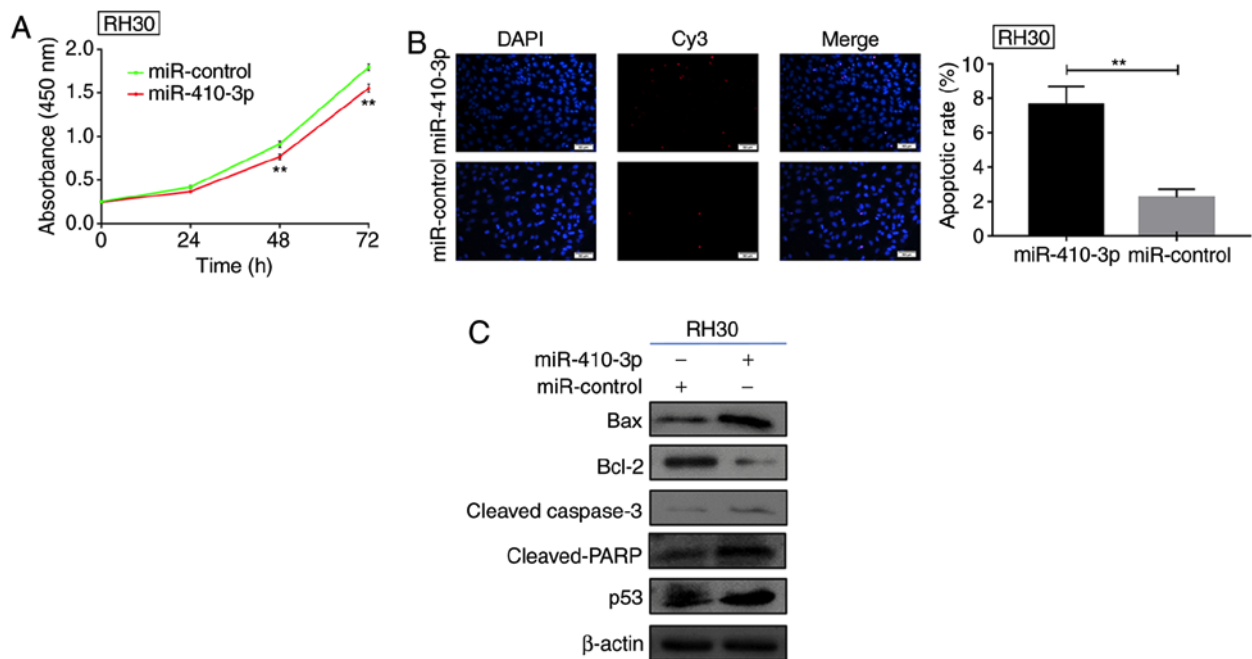 A
RH30
Absorbance (450 nm)
2.0
1.5
1.0
0.5
0.0
miR-control
miR-410-3p
**
**
0 24 48 72
Time (h)
B
DAPI Cy3 Merge
miR-410-3p
miR-control
RH30
Apoptotic rate (%)
10
8
6
4
2
0
**
miR-410-3p miR-control
C
RH30
miR-410-3p − +
miR-control + −
Bax
Bcl-2
Cleaved caspase-3
Cleaved-PARP
p53
β-actin